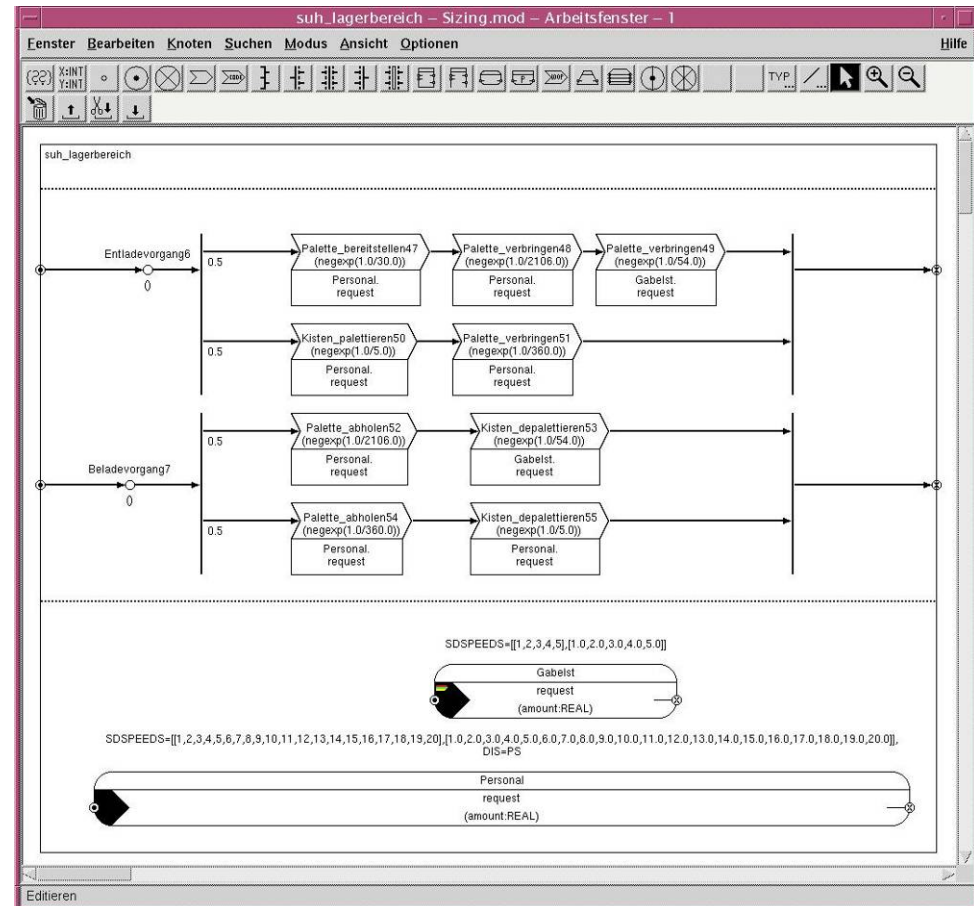 suh_lagerbereich – Sizing.mod – Arbeitsfenster – 1
Fenster Bearbeiten Knoten Suchen Modus Ansicht Optionen Hilfe
X:INT
Y:INT
TYP
suh_lagerbereich
Entladevorgang6
()
0.5
Palette_bereitstellen47
(negexp(1.0/30.0))
Personal.
request
Palette_verbringen48
(negexp(1.0/2106.0))
Personal.
request
Palette_verbringen49
(negexp(1.0/54.0))
Gabelst.
request
0.5
Kisten_palettieren50
(negexp(1.0/5.0))
Personal.
request
Palette_verbringen51
(negexp(1.0/360.0))
Personal.
request
Beladevorgang7
()
0.5
Palette_abholen52
(negexp(1.0/2106.0))
Personal.
request
Kisten_depalettieren53
(negexp(1.0/54.0))
Gabelst.
request
0.5
Palette_abholen54
(negexp(1.0/360.0))
Personal.
request
Kisten_depalettieren55
(negexp(1.0/5.0))
Personal.
request
SDSPEEDS=[[1,2,3,4,5],[1.0,2.0,3.0,4.0,5.0]]
Gabelst
request
(amount:REAL)
SDSPEEDS=[[1,2,3,4,5,6,7,8,9,10,11,12,13,14,15,16,17,18,19,20],[1.0,2.0,3.0,4.0,5.0,6.0,7.0,8.0,9.0,10.0,11.0,12.0,13.0,14.0,15.0,16.0,17.0,18.0,19.0,20.0]],
DIS=PS
Personal
request
(amount:REAL)
Editieren